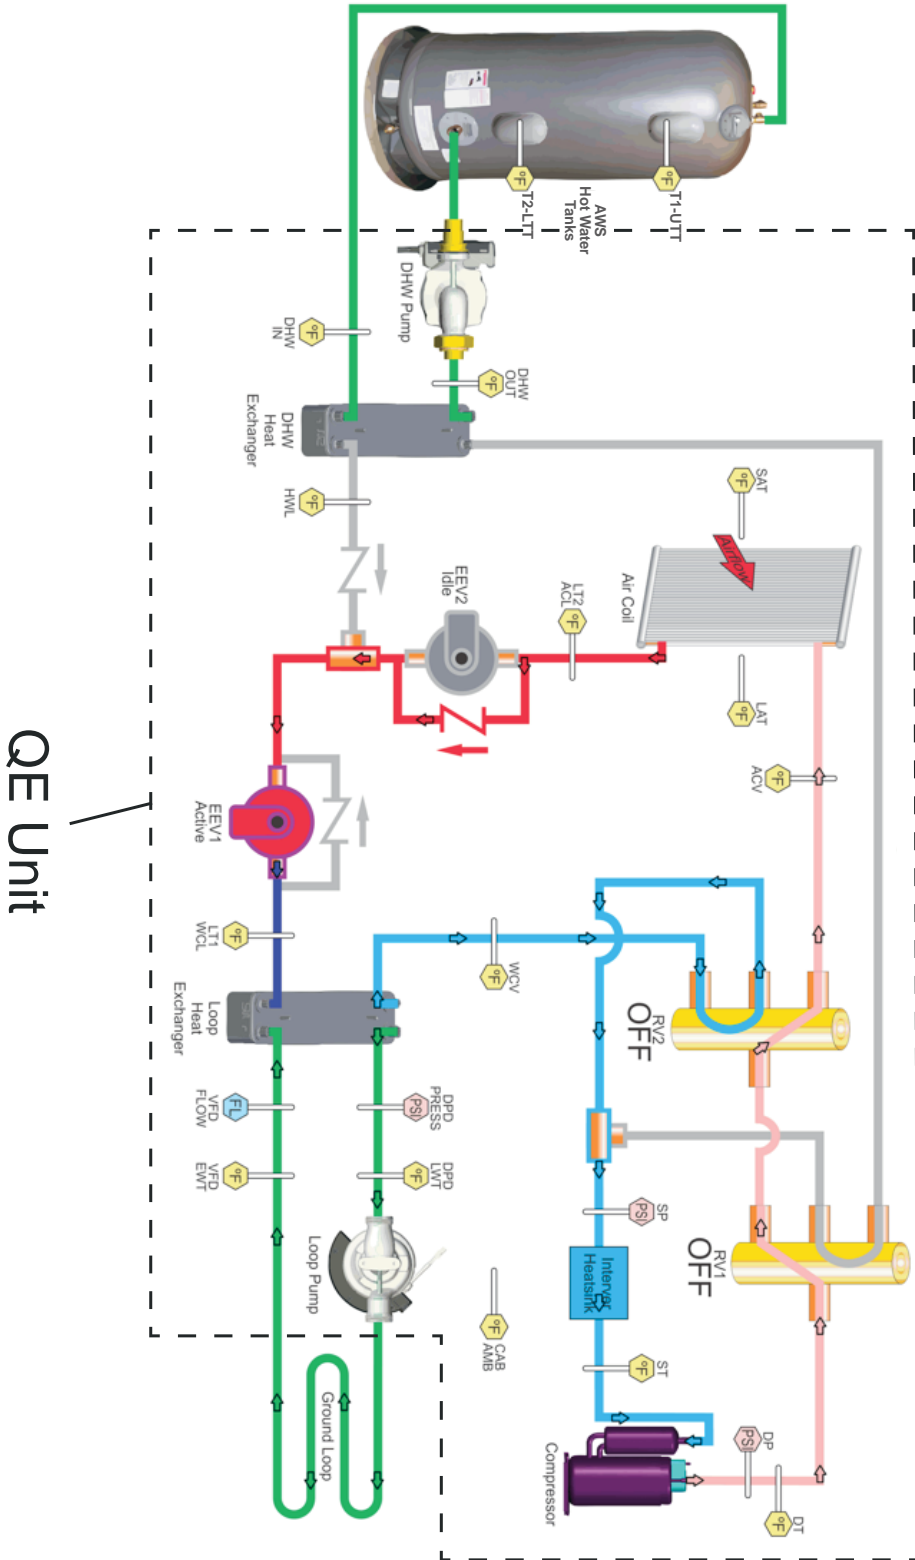 AWS
Hot Water
Tanks
°F
T1-UTT
°F
T2-LTT
DHW Pump
°F
DHW
IN
°F
DHW
OUT
DHW
Heat
Exchanger
°F
HWL
°F
SAT
Airflow
Air Coil
°F
LT2
ACL
EEV2
Idle
°F
LAT
°F
ACV
EEV1
Active
QE Unit
°F
LT1
WCL
°F
WCV
Loop
Heat
Exchanger
RV2
OFF
FL
VFD
FLOW
PSI
DPD
PRESS
°F
VFD
EWT
°F
DPD
LWT
PSI
SP
RV1
OFF
Loop Pump
Inverter
Heatsink
°F
CAB
AMB
°F
ST
Ground Loop
Compressor
PSI
DP
°F
DT